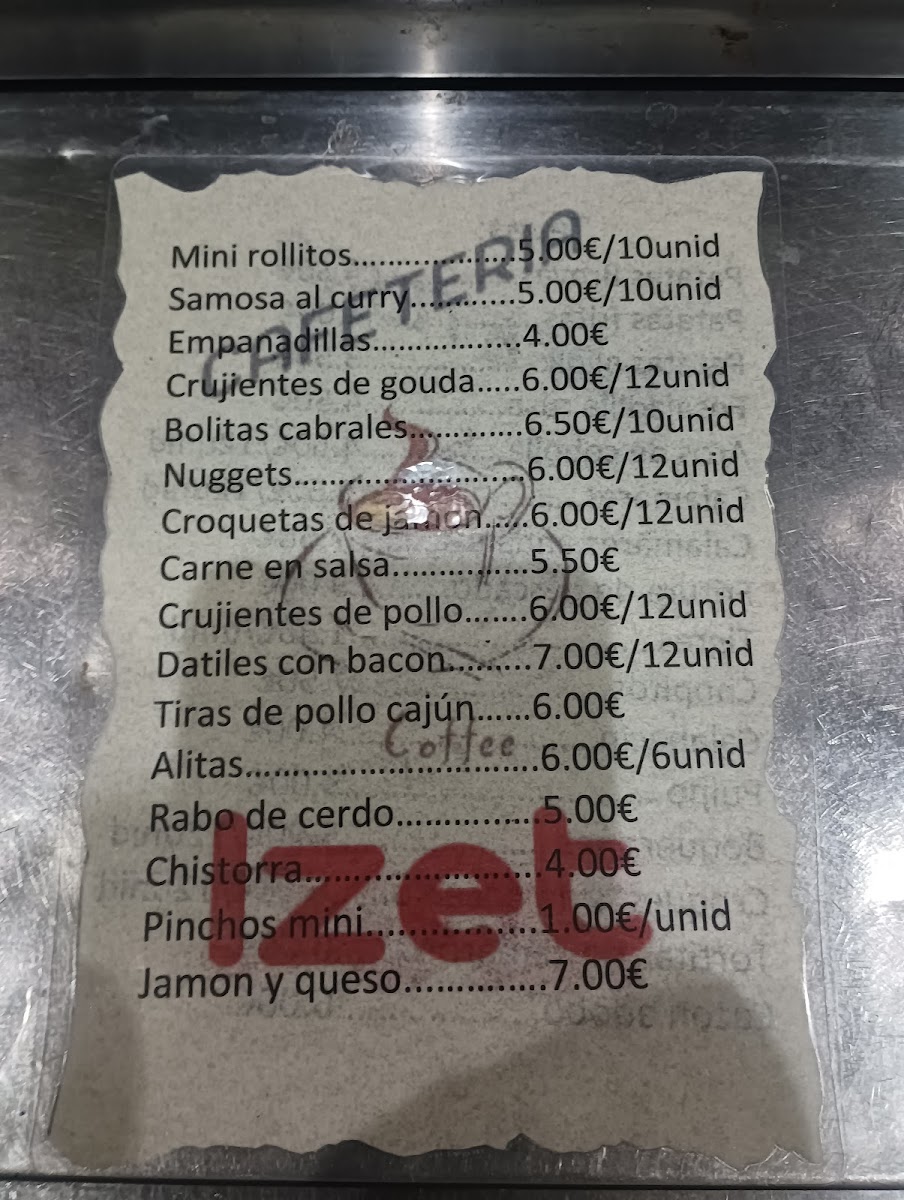 CAFETERIA
Mini rollitos...................5.00€/10unid
Samosa al curry............5.00€/10unid
Empanadillas.................4.00€
Crujientes de gouda.....6.00€/12unid
Bolitas cabrales.............6.50€/10unid
Nuggets..........................6.00€/12unid
Croquetas de jamon.....6.00€/12unid
Carne en salsa...............5.50€
Crujientes de pollo.......6.00€/12unid
Datiles con bacon.........7.00€/12unid
Tiras de pollo cajún......6.00€
Coffee
Alitas................................6.00€/6unid
Rabo de cerdo...............5.00€
Izet
Chistorra.........................4.00€
Pinchos mini..................1.00€/unid
Jamon y queso..............7.00€